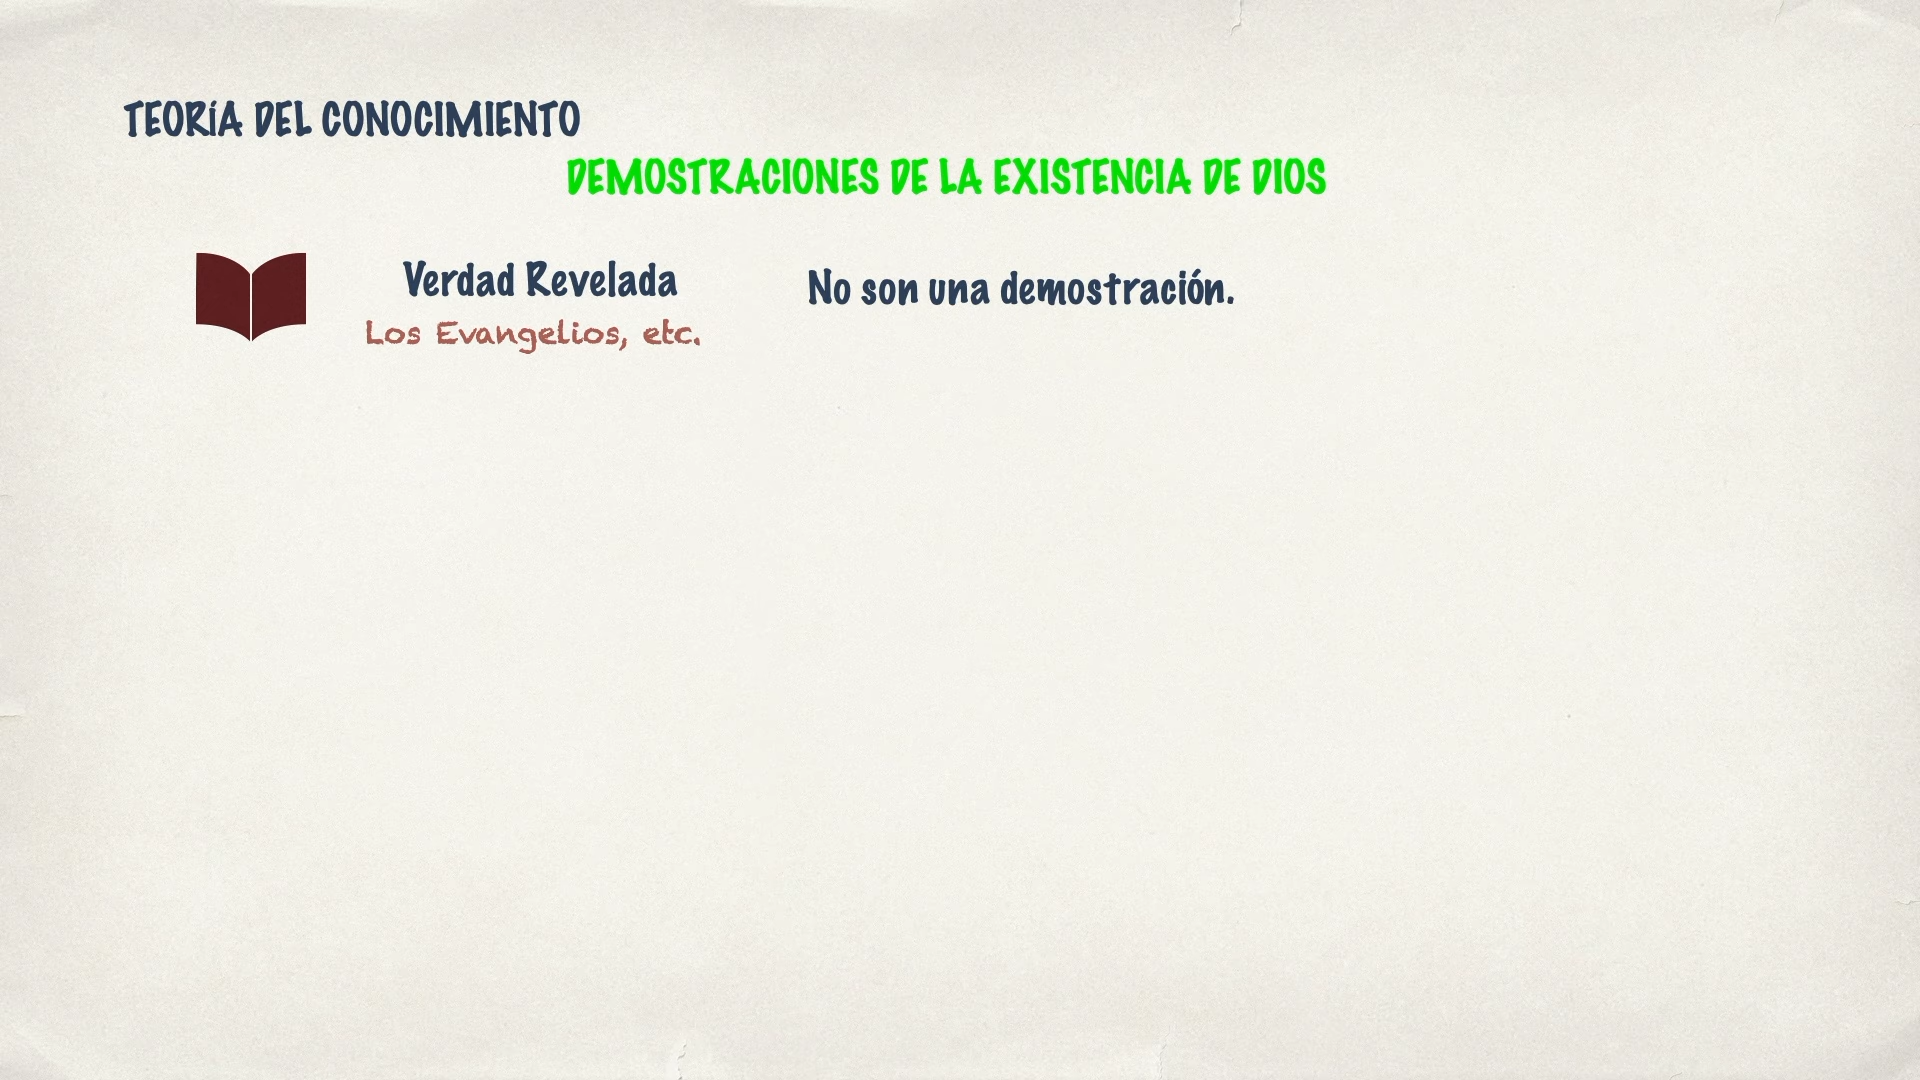 TEORíA DEL CONOCIMIENTO
DEMOSTRACIONES DE LA EXISTENCIA DE DIOS
Verdad Revelada
No son una demostración.
Los Evangelios, etc.